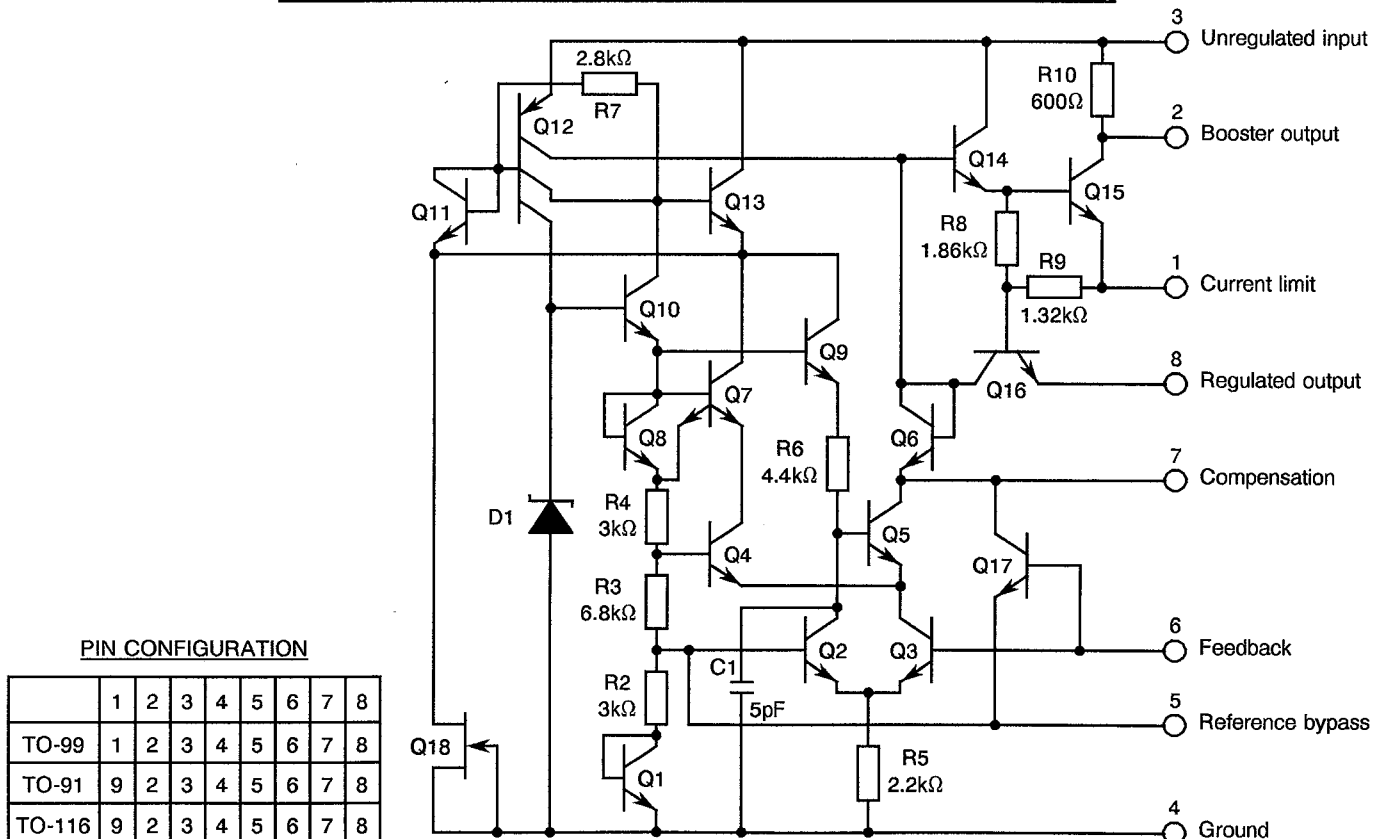 3
Unregulated input
2.8kΩ
R7
R10
600Ω
2
Booster output
Q12
Q14
Q15
Q11
Q13
R8
1.86kΩ
R9
1.32kΩ
1
Current limit
Q10
Q9
Q16
8
Regulated output
Q7
Q8
Q6
R6
4.4kΩ
7
Compensation
D1
R4
3kΩ
Q5
Q4
Q17
R3
6.8kΩ
6
Feedback
PIN CONFIGURATION
1 2 3 4 5 6 7 8
TO-99 1 2 3 4 5 6 7 8
TO-91 9 2 3 4 5 6 7 8
TO-116 9 2 3 4 5 6 7 8
Q2
Q3
C1
5pF
R2
3kΩ
5
Reference bypass
Q18
Q1
R5
2.2kΩ
4
Ground